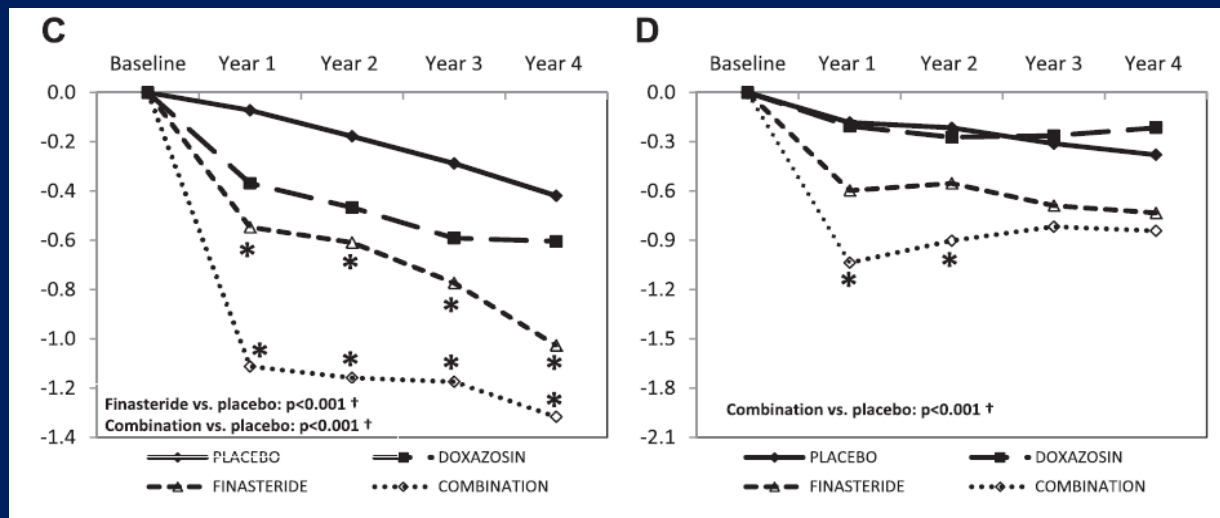 C
Baseline Year 1 Year 2 Year 3 Year 4
0.0
-0.2
-0.4
-0.6
-0.8
-1.0
-1.2
-1.4
* * * * * * * *
Finasteride vs. placebo: p<0.001 †
Combination vs. placebo: p<0.001 †
PLACEBO DOXAZOSIN
FINASTERIDE COMBINATION
D
Baseline Year 1 Year 2 Year 3 Year 4
0.0
-0.3
-0.6
-0.9
-1.2
-1.5
-1.8
-2.1
* *
Combination vs. placebo: p<0.001 †
PLACEBO DOXAZOSIN
FINASTERIDE COMBINATION